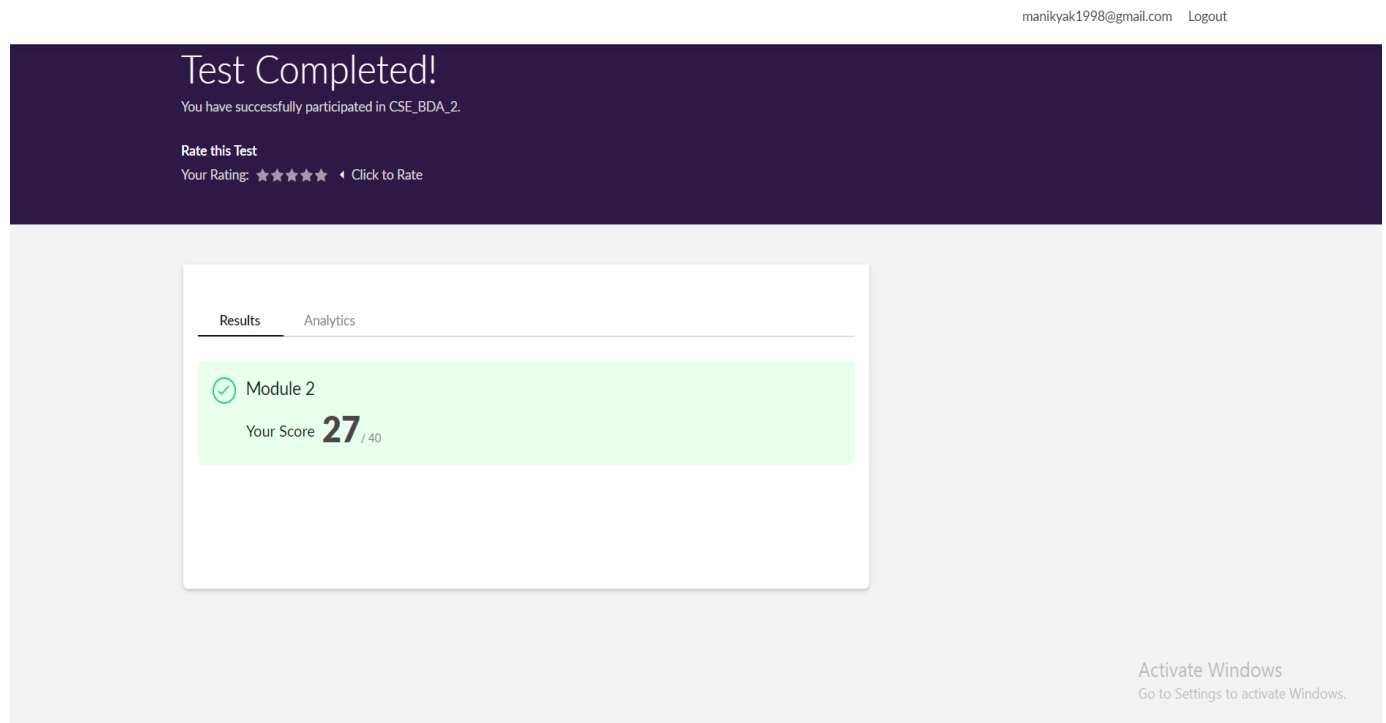 manikyak1998@gmail.com Logout
Test Completed!
You have successfully participated in CSE_BDA_2.
Rate this Test
Your Rating: Click to Rate
Results Analytics
Module 2
Your Score 27 / 40
Activate Windows
Go to Settings to activate Windows.